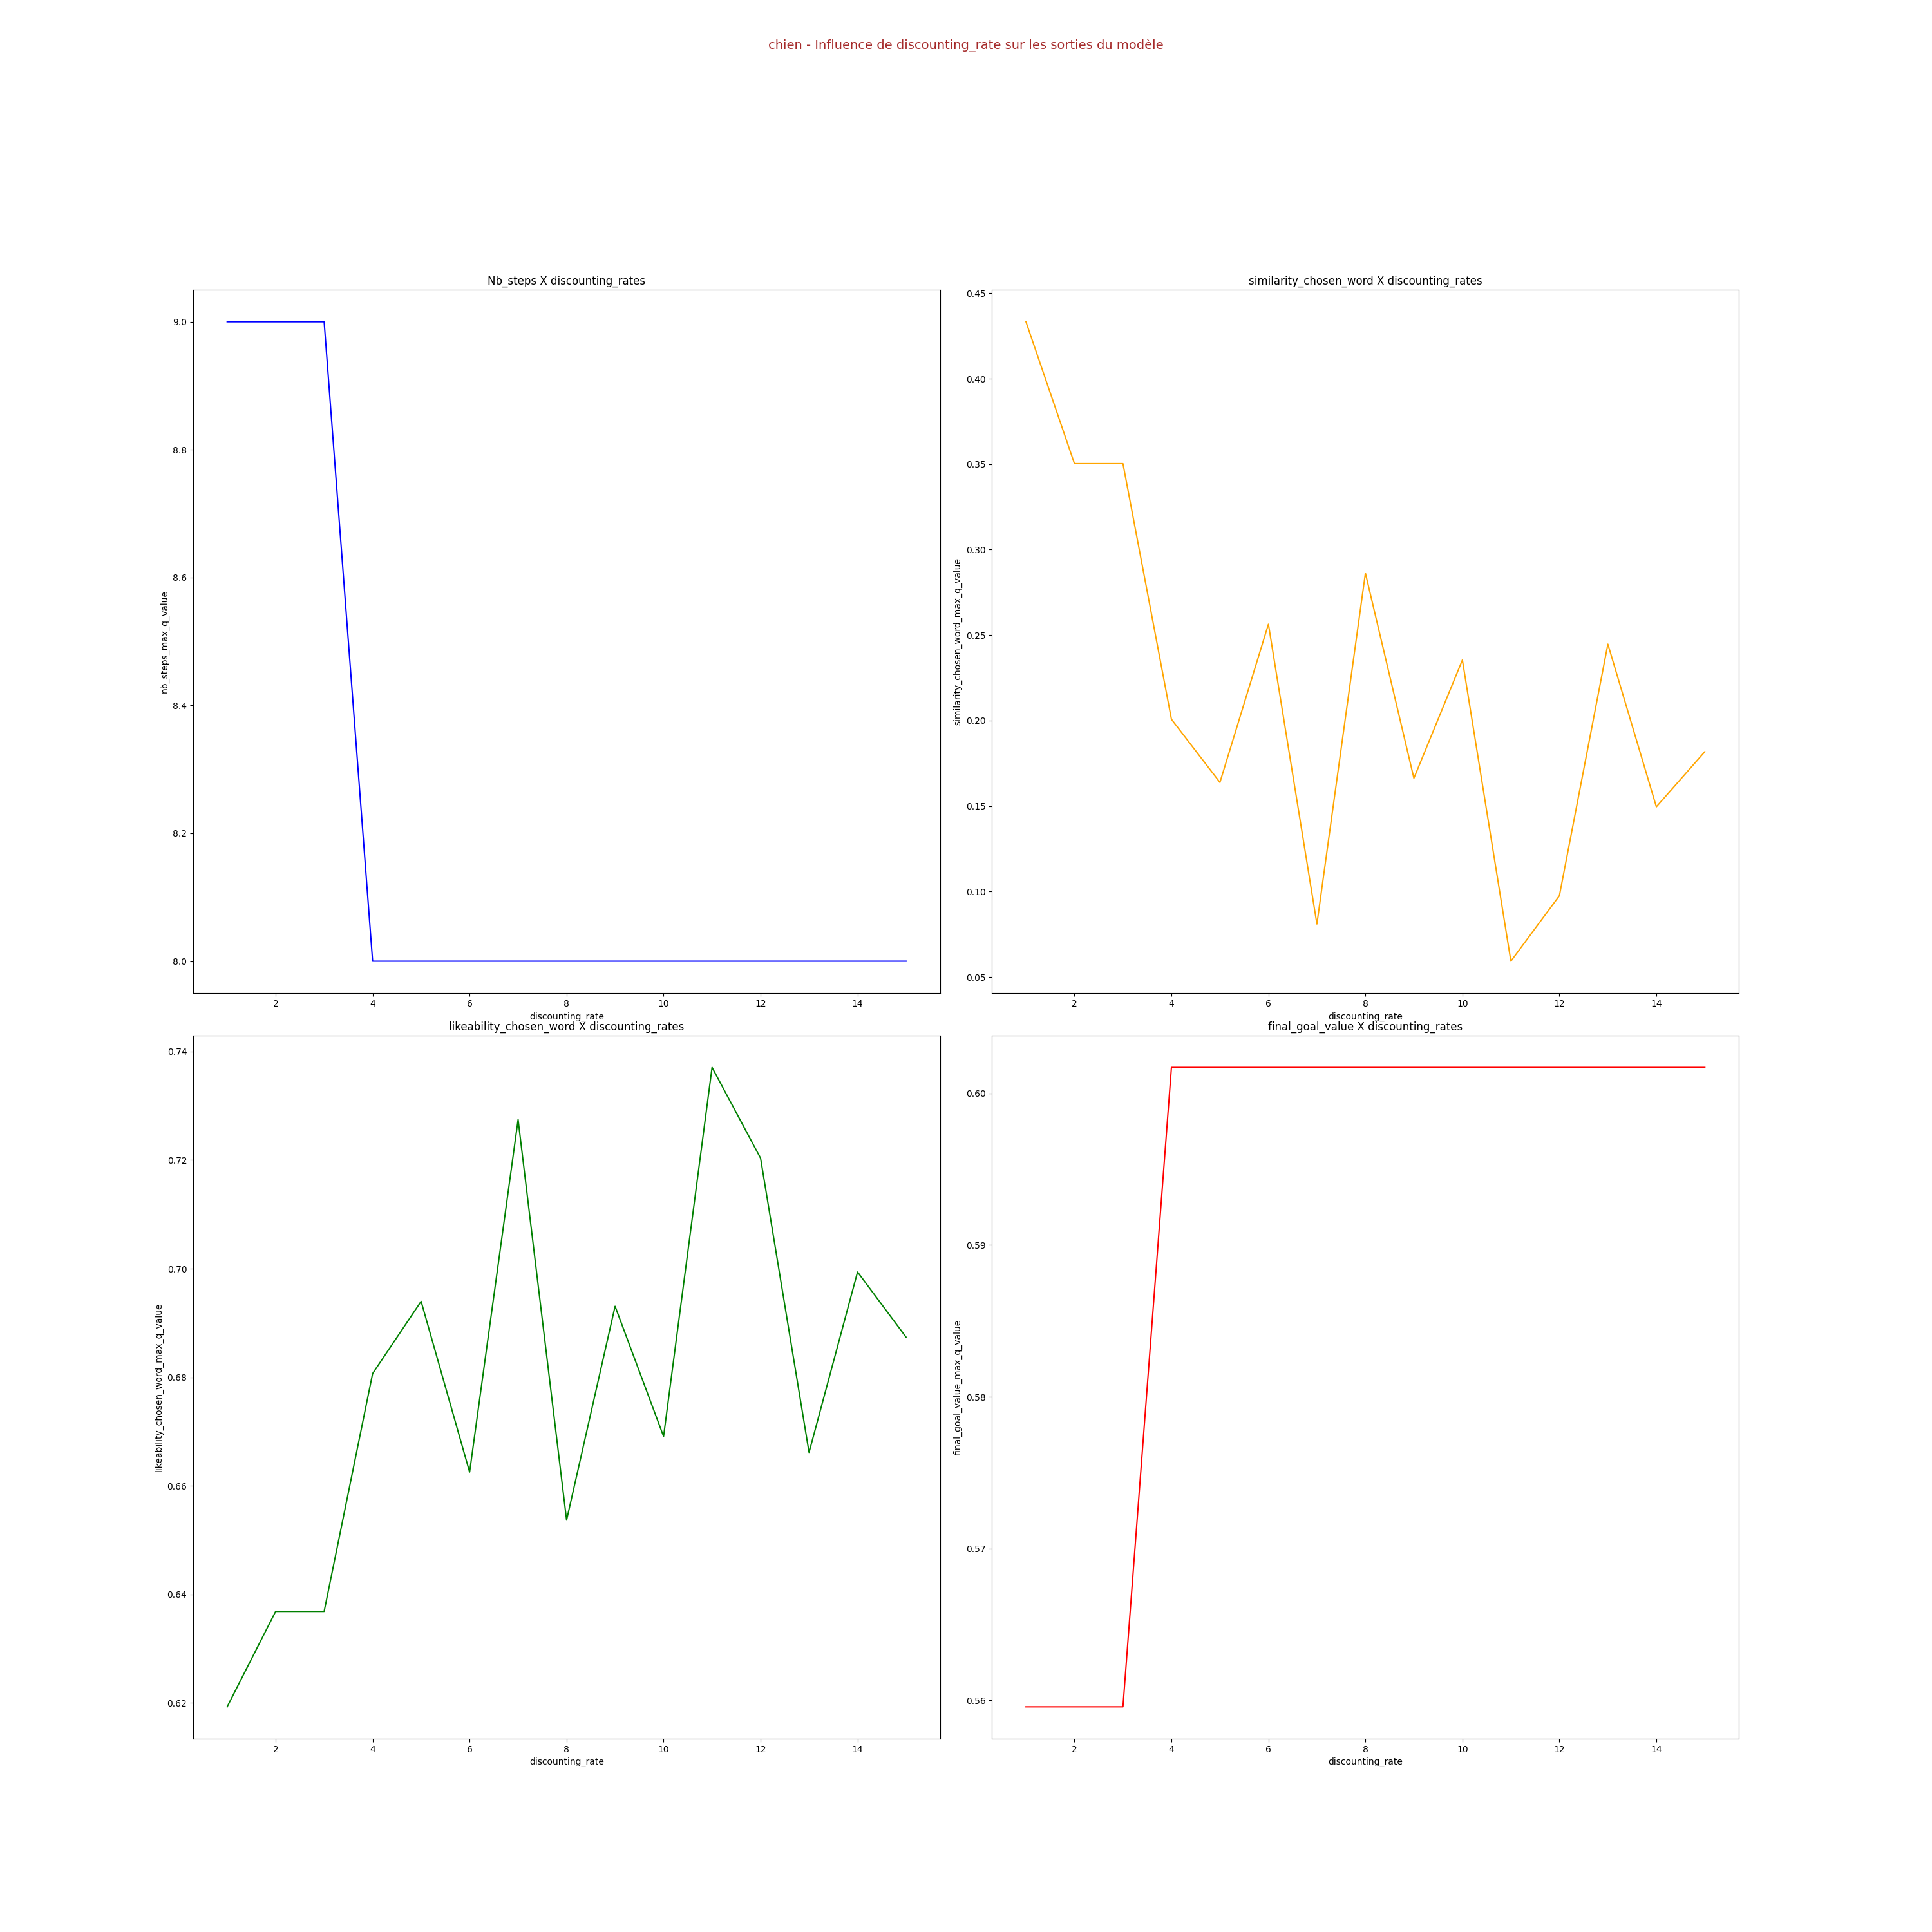 chien - Influence de discounting_rate sur les sorties du modèle
Nb_steps X discounting_rates
nb_steps_max_q_value
9.0
8.8
8.6
8.4
8.2
8.0
2 4 6 8 10 12 14
discounting_rate
similarity_chosen_word X discounting_rates
similarity_chosen_word_max_q_value
0.45
0.40
0.35
0.30
0.25
0.20
0.15
0.10
0.05
2 4 6 8 10 12 14
discounting_rate
likeability_chosen_word X discounting_rates
likeability_chosen_word_max_q_value
0.74
0.72
0.70
0.68
0.66
0.64
0.62
2 4 6 8 10 12 14
discounting_rate
final_goal_value X discounting_rates
final_goal_value_max_q_value
0.60
0.59
0.58
0.57
0.56
2 4 6 8 10 12 14
discounting_rate